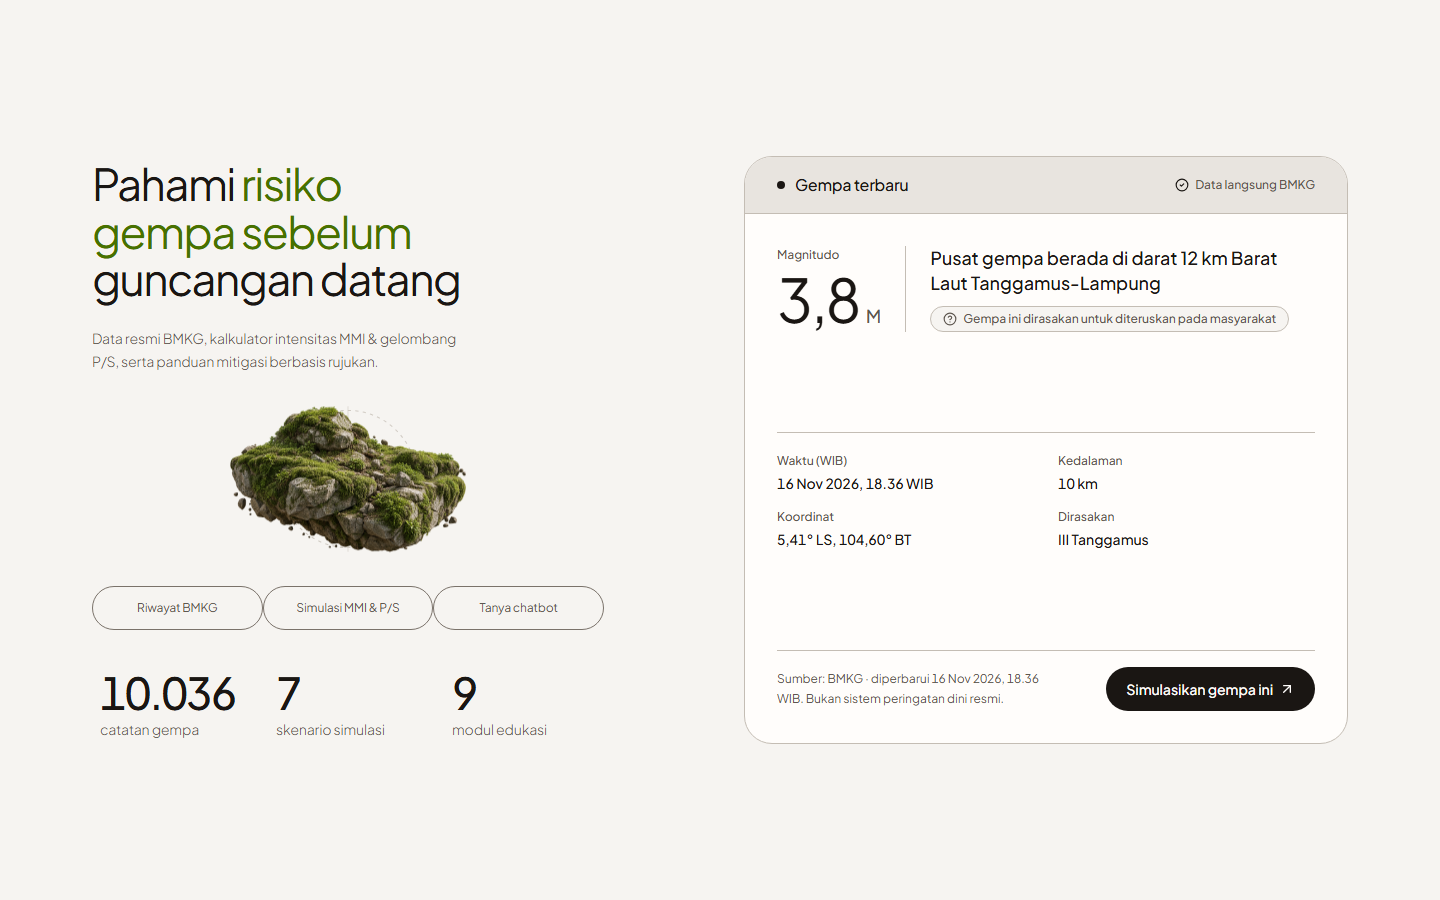 Pahami risiko
gempa sebelum
guncangan datang
Data resmi BMKG, kalkulator intensitas MMI & gelombang
P/S, serta panduan mitigasi berbasis rujukan.
Riwayat BMKG
Simulasi MMI & P/S
Tanya chatbot
10.036
catatan gempa
7
skenario simulasi
9
modul edukasi
Gempa terbaru
Data langsung BMKG
Magnitudo
3,8 M
Pusat gempa berada di darat 12 km Barat
Laut Tanggamus-Lampung
Gempa ini dirasakan untuk diteruskan pada masyarakat
Waktu (WIB)
16 Nov 2026, 18.36 WIB
Kedalaman
10 km
Koordinat
5,41° LS, 104,60° BT
Dirasakan
III Tanggamus
Sumber: BMKG · diperbarui 16 Nov 2026, 18.36
WIB. Bukan sistem peringatan dini resmi.
Simulasikan gempa ini